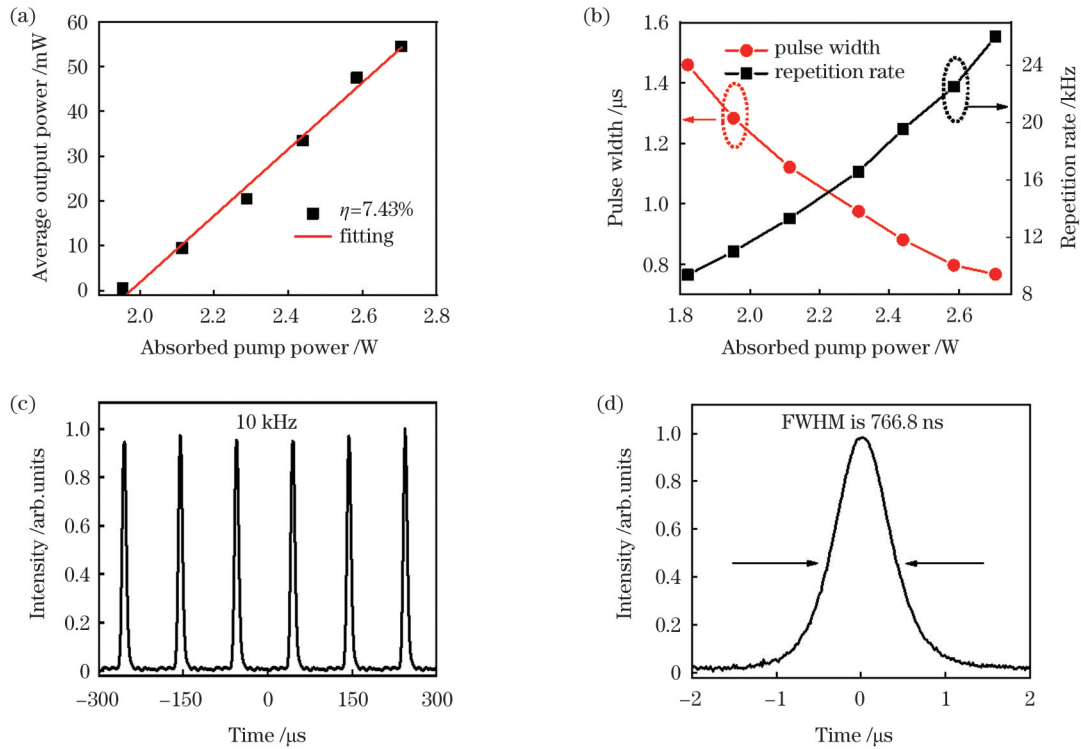 (a)
60
50
40
30
20
10
0
Average output power /mW
η=7.43%
fitting
2.0 2.2 2.4 2.6 2.8
Absorbed pump power /W
(b)
1.6
1.4
1.2
1.0
0.8
Pulse wldth /μs
pulse width
repetition rate
24
20
16
12
8
Repetition rate /kHz
1.8 2.0 2.2 2.4 2.6
Absorbed pump power /W
(c)
10 kHz
1.0
0.8
0.6
0.4
0.2
0
Intensity /arb.units
−300 −150 0 150 300
Time /μs
(d)
FWHM is 766.8 ns
1.0
0.8
0.6
0.4
0.2
0
Intensity /arb.units
−2 −1 0 1 2
Time /μs